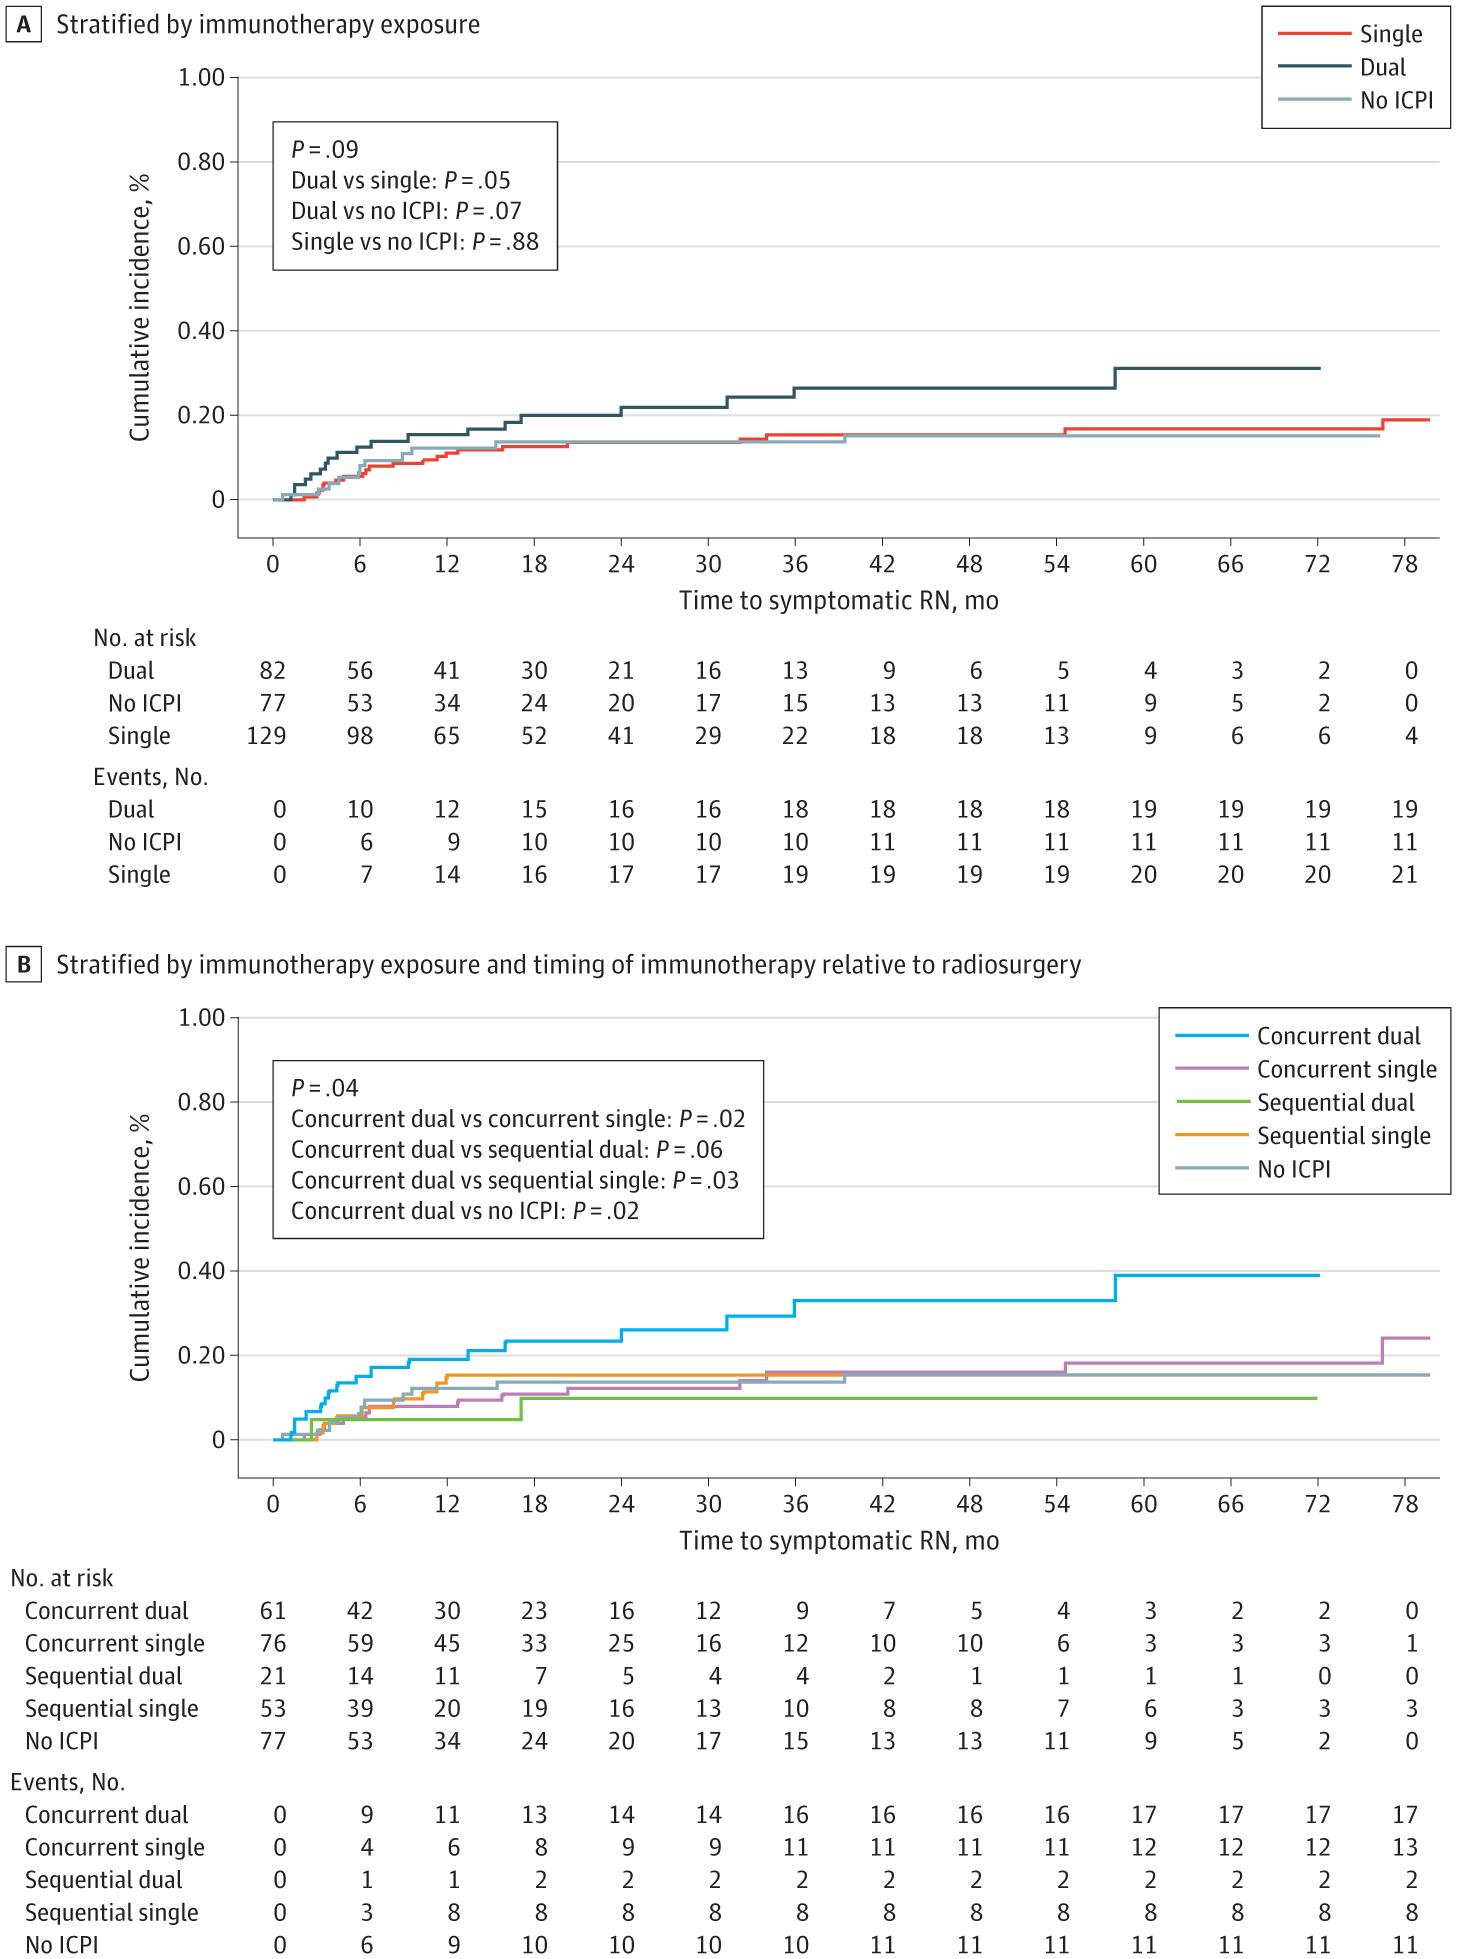 A Stratified by immunotherapy exposure
Single
Dual
No ICPI
1.00
0.80
0.60
0.40
0.20
0
Cumulative incidence, %
P = .09
Dual vs single: P = .05
Dual vs no ICPI: P = .07
Single vs no ICPI: P = .88
0 6 12 18 24 30 36 42 48 54 60 66 72 78
Time to symptomatic RN, mo
No. at risk
Dual 82 56 41 30 21 16 13 9 6 5 4 3 2 0
No ICPI 77 53 34 24 20 17 15 13 13 11 9 5 2 0
Single 129 98 65 52 41 29 22 18 18 13 9 6 6 4
Events, No.
Dual 0 10 12 15 16 16 18 18 18 18 19 19 19 19
No ICPI 0 6 9 10 10 10 10 11 11 11 11 11 11 11
Single 0 7 14 16 17 17 19 19 19 19 20 20 20 21
B Stratified by immunotherapy exposure and timing of immunotherapy relative to radiosurgery
Concurrent dual
Concurrent single
Sequential dual
Sequential single
No ICPI
1.00
0.80
0.60
0.40
0.20
0
Cumulative incidence, %
P = .04
Concurrent dual vs concurrent single: P = .02
Concurrent dual vs sequential dual: P = .06
Concurrent dual vs sequential single: P = .03
Concurrent dual vs no ICPI: P = .02
0 6 12 18 24 30 36 42 48 54 60 66 72 78
Time to symptomatic RN, mo
No. at risk
Concurrent dual 61 42 30 23 16 12 9 7 5 4 3 2 2 0
Concurrent single 76 59 45 33 25 16 12 10 10 6 3 3 3 1
Sequential dual 21 14 11 7 5 4 4 2 1 1 1 1 0 0
Sequential single 53 39 20 19 16 13 10 8 8 7 6 3 3 3
No ICPI 77 53 34 24 20 17 15 13 13 11 9 5 2 0
Events, No.
Concurrent dual 0 9 11 13 14 14 16 16 16 16 17 17 17 17
Concurrent single 0 4 6 8 9 9 11 11 11 11 12 12 12 13
Sequential dual 0 1 1 2 2 2 2 2 2 2 2 2 2 2
Sequential single 0 3 8 8 8 8 8 8 8 8 8 8 8 8
No ICPI 0 6 9 10 10 10 10 11 11 11 11 11 11 11